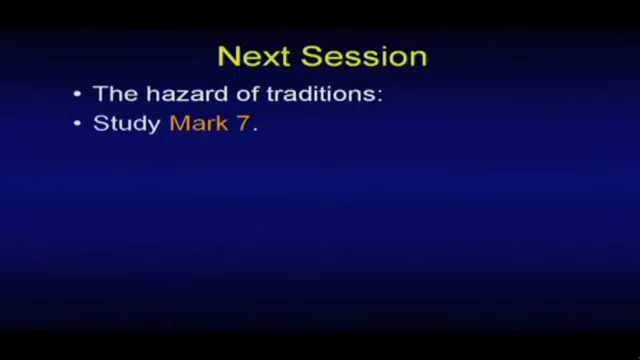 Next Session
• The hazard of traditions:
• Study Mark 7.